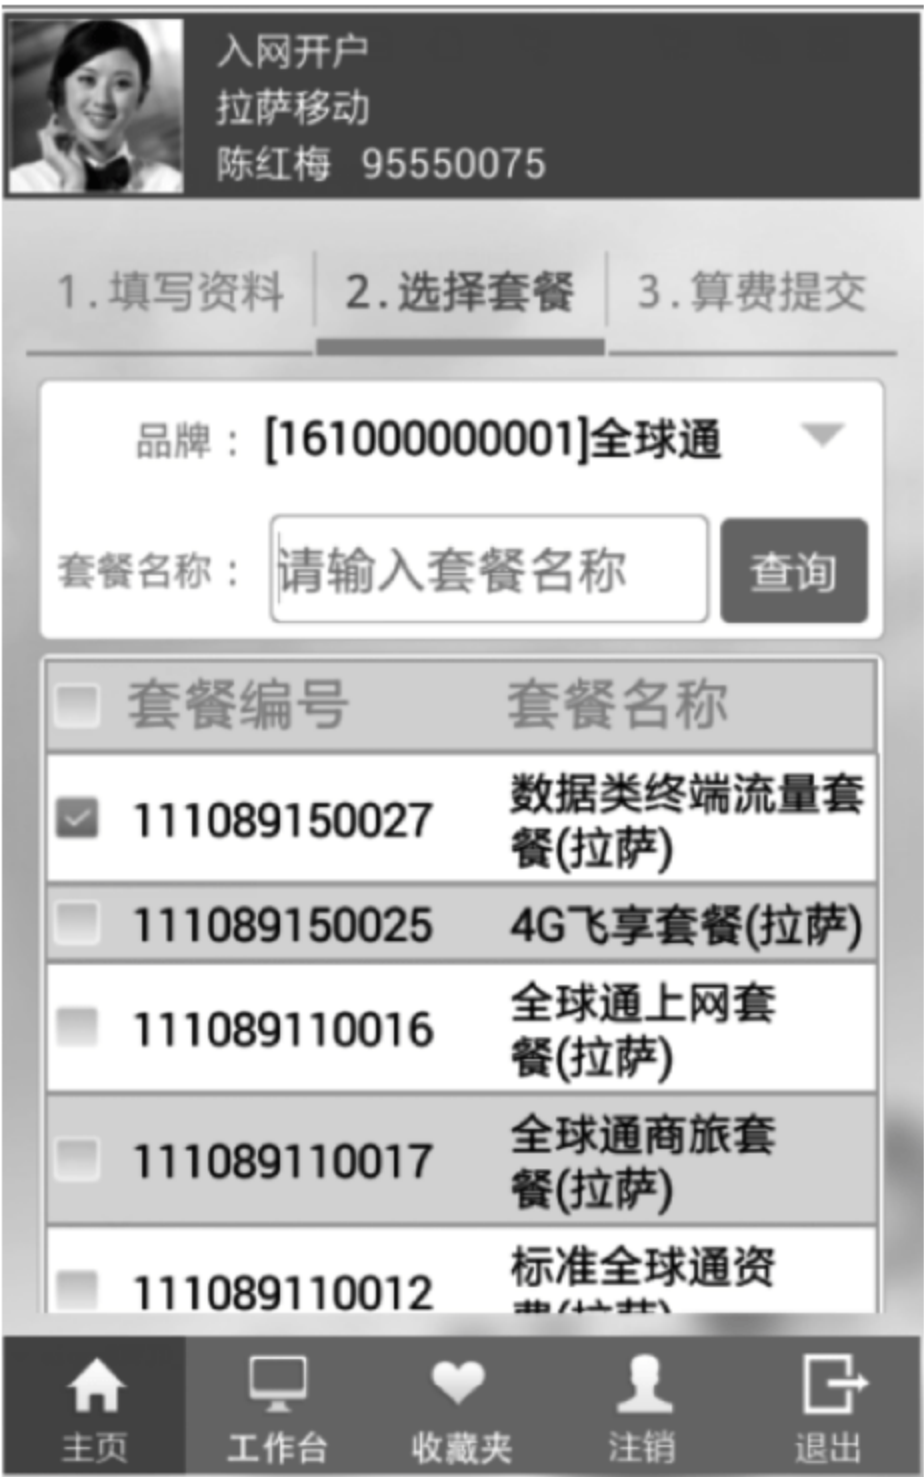 入网开户
拉萨移动
陈红梅 95550075
1.填写资料 2.选择套餐 3.算费提交
品牌： [161000000001]全球通
套餐名称： 请输入套餐名称 查询
套餐编号 套餐名称
111089150027 数据类终端流量套
餐(拉萨)
111089150025 4G飞享套餐(拉萨)
111089110016 全球通上网套
餐(拉萨)
111089110017 全球通商旅套
餐(拉萨)
111089110012 标准全球通资
费(拉萨)
主页 工作台 收藏夹 注销 退出